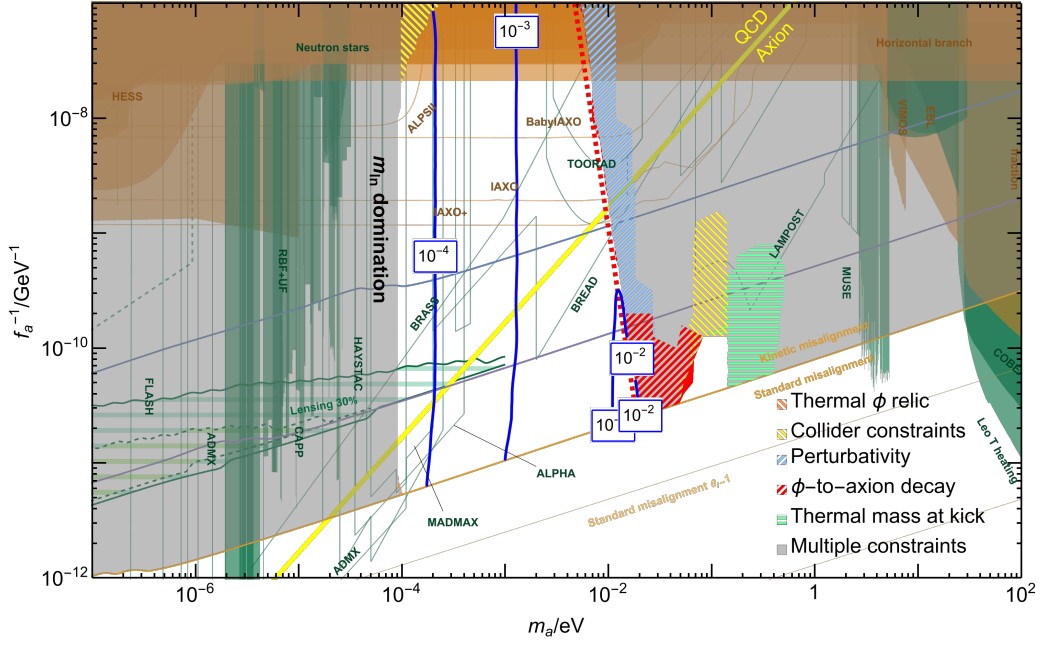 QCD
Axion
10⁻³
Neutron stars
Horizontal branch
HESS
ALPSII
BabyIAXO
VIMOS
EBL
TOORAD
m_in domination
IAXO
IAXO+
10⁻⁸
f_a⁻¹/GeV⁻¹
10⁻¹⁰
10⁻¹²
10⁻⁴
RBF+UF
BRASS
BREAD
LAMPOST
MUSE
HAYSTAC
FLASH
ADMX
CAPP
Lensing 30%
10⁻²
10⁻²
Kinetic misalignment
Standard misalignment
COBE
Leo T heating
ALPHA
MADMAX
ADMX
Standard misalignment θᵢ~1
Thermal ϕ relic
Collider constraints
Perturbativity
ϕ-to-axion decay
Thermal mass at kick
Multiple constraints
10⁻⁶
10⁻⁴
10⁻²
1
10²
m_a/eV